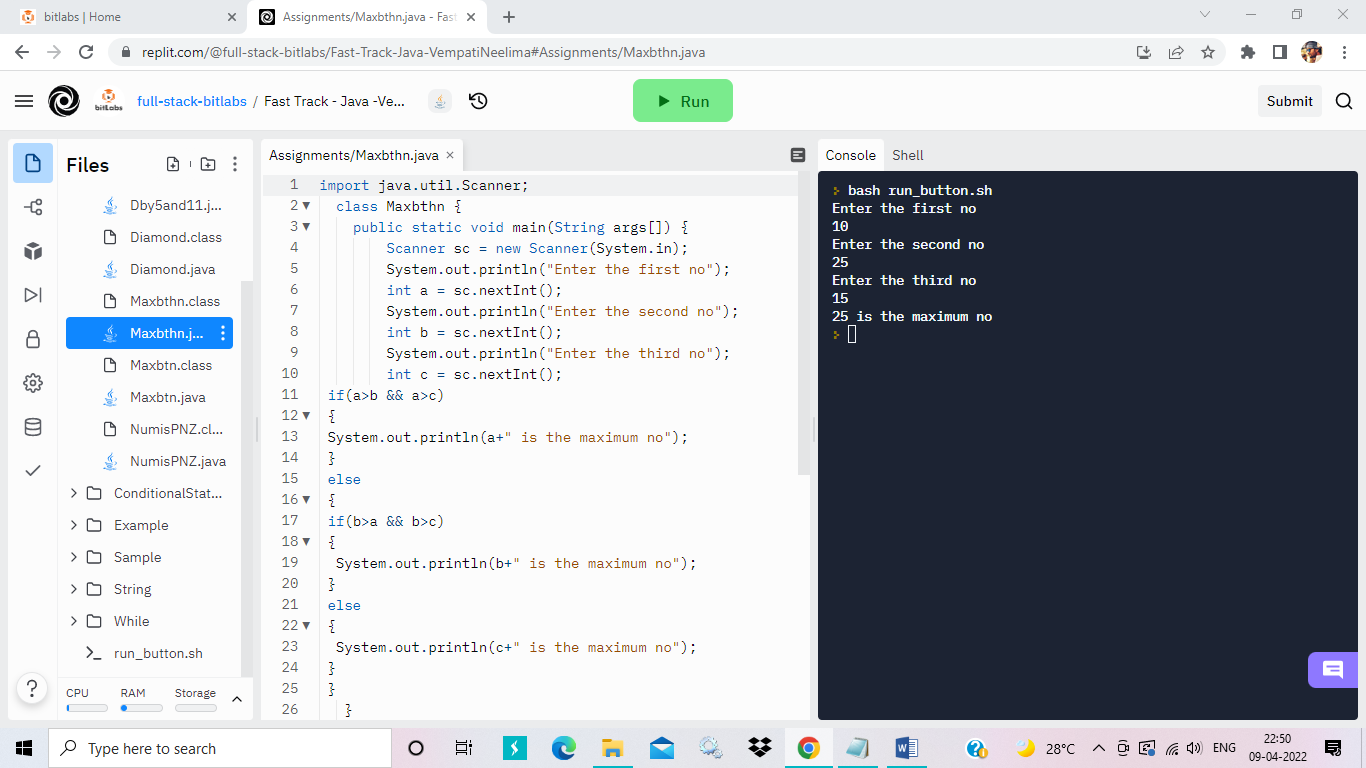 bitlabs | Home
Assignments/Maxbthn.java - Fast
replit.com/@full-stack-bitlabs/Fast-Track-Java-VempatiNeelima#Assignments/Maxbthn.java
bitLabs
full-stack-bitlabs / Fast Track - Java -Ve...
Run
Submit
Files
Dby5and11.j...
Diamond.class
Diamond.java
Maxbthn.class
Maxbthn.j...
Maxbtn.class
Maxbtn.java
NumisPNZ.cl...
NumisPNZ.java
ConditionalStat...
Example
Sample
String
While
run_button.sh
CPU RAM Storage
Assignments/Maxbthn.java
1 import java.util.Scanner;
2 class Maxbthn {
3 public static void main(String args[]) {
4 Scanner sc = new Scanner(System.in);
5 System.out.println("Enter the first no");
6 int a = sc.nextInt();
7 System.out.println("Enter the second no");
8 int b = sc.nextInt();
9 System.out.println("Enter the third no");
10 int c = sc.nextInt();
11 if(a>b && a>c)
12 {
13 System.out.println(a+" is the maximum no");
14 }
15 else
16 {
17 if(b>a && b>c)
18 {
19 System.out.println(b+" is the maximum no");
20 }
21 else
22 {
23 System.out.println(c+" is the maximum no");
24 }
25 }
26 }
Console Shell
bash run_button.sh
Enter the first no
10
Enter the second no
25
Enter the third no
15
25 is the maximum no
?
Type here to search
28°C
ENG
22:50
09-04-2022